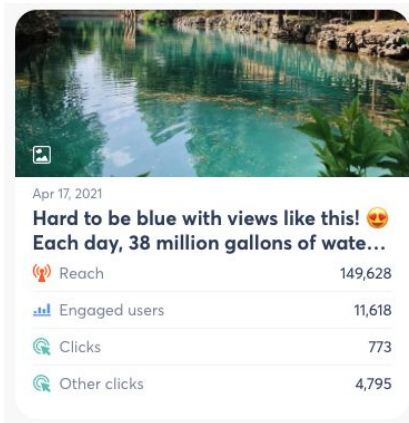 Apr 17, 2021
Hard to be blue with views like this! 😍
Each day, 38 million gallons of wate...
Reach 149,628
Engaged users 11,618
Clicks 773
Other clicks 4,795